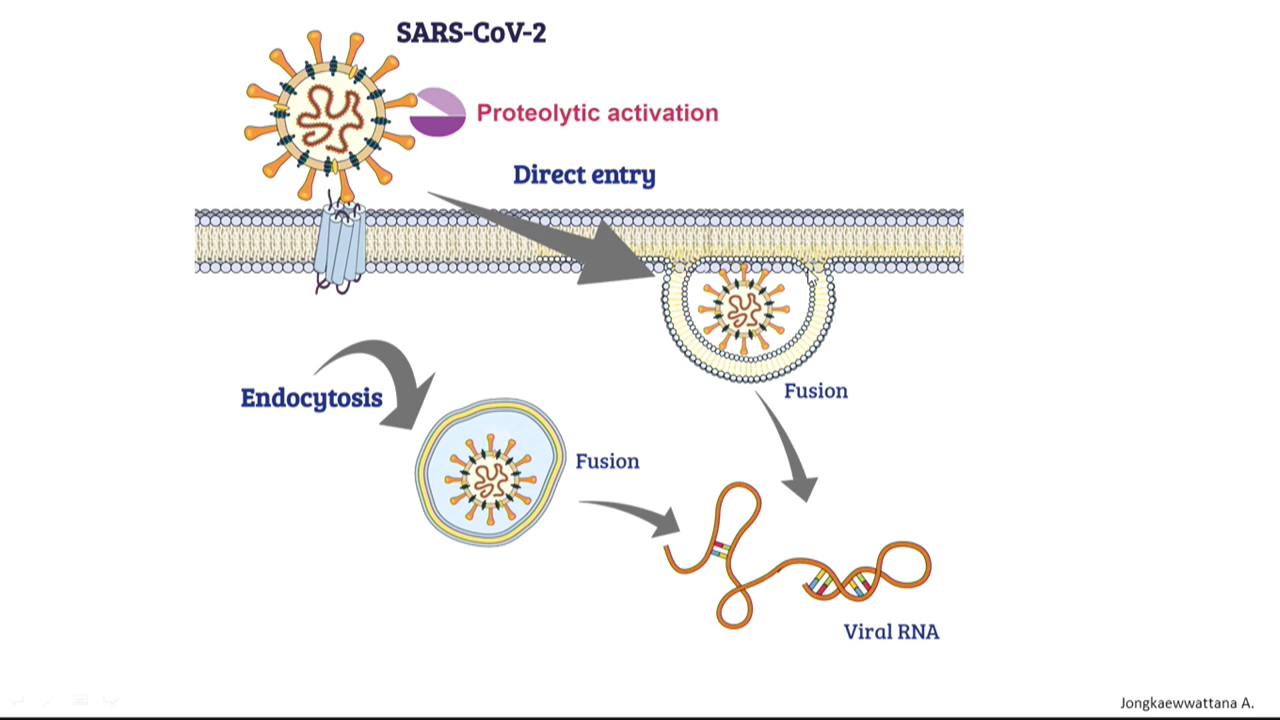 SARS-CoV-2
Proteolytic activation
Direct entry
Endocytosis
Fusion
Fusion
Viral RNA
Jongkaewwattana A.